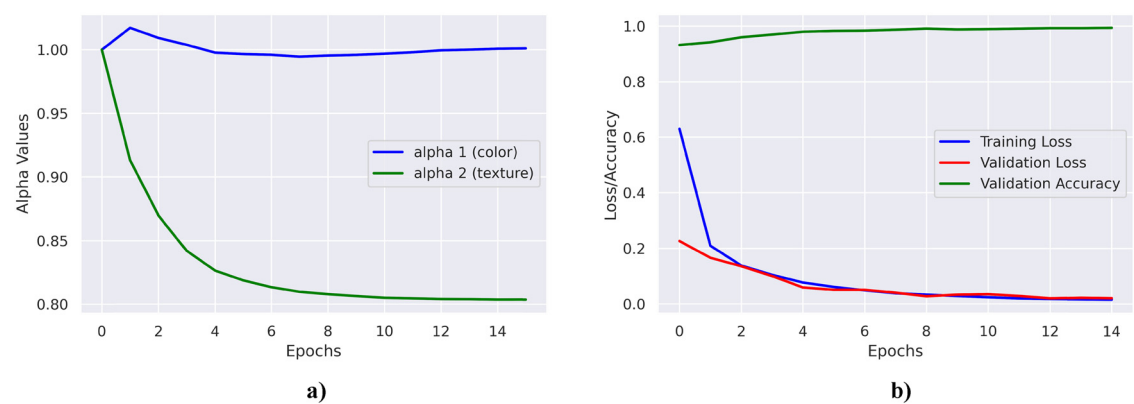 1.00
0.95
0.90
0.85
0.80
Alpha Values
alpha 1 (color)
alpha 2 (texture)
0 2 4 6 8 10 12 14
Epochs
a)
1.0
0.8
0.6
0.4
0.2
0.0
Loss/Accuracy
Training Loss
Validation Loss
Validation Accuracy
0 2 4 6 8 10 12 14
Epochs
b)